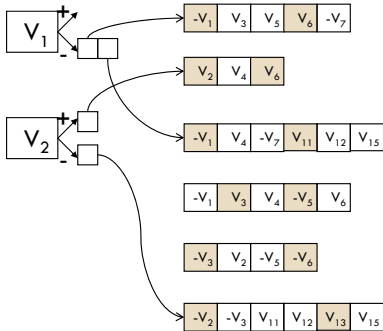 -V₁ V₃ V₅ V₆ -V₇
+
V₁
-
V₂ V₄ V₆
+
V₂
-
-V₁ V₄ -V₇ V₁₁ V₁₂ V₁₅
-V₁ V₃ V₄ -V₅ V₆
-V₃ V₂ -V₅ -V₆
-V₂ -V₃ V₁₁ V₁₂ V₁₃ V₁₅